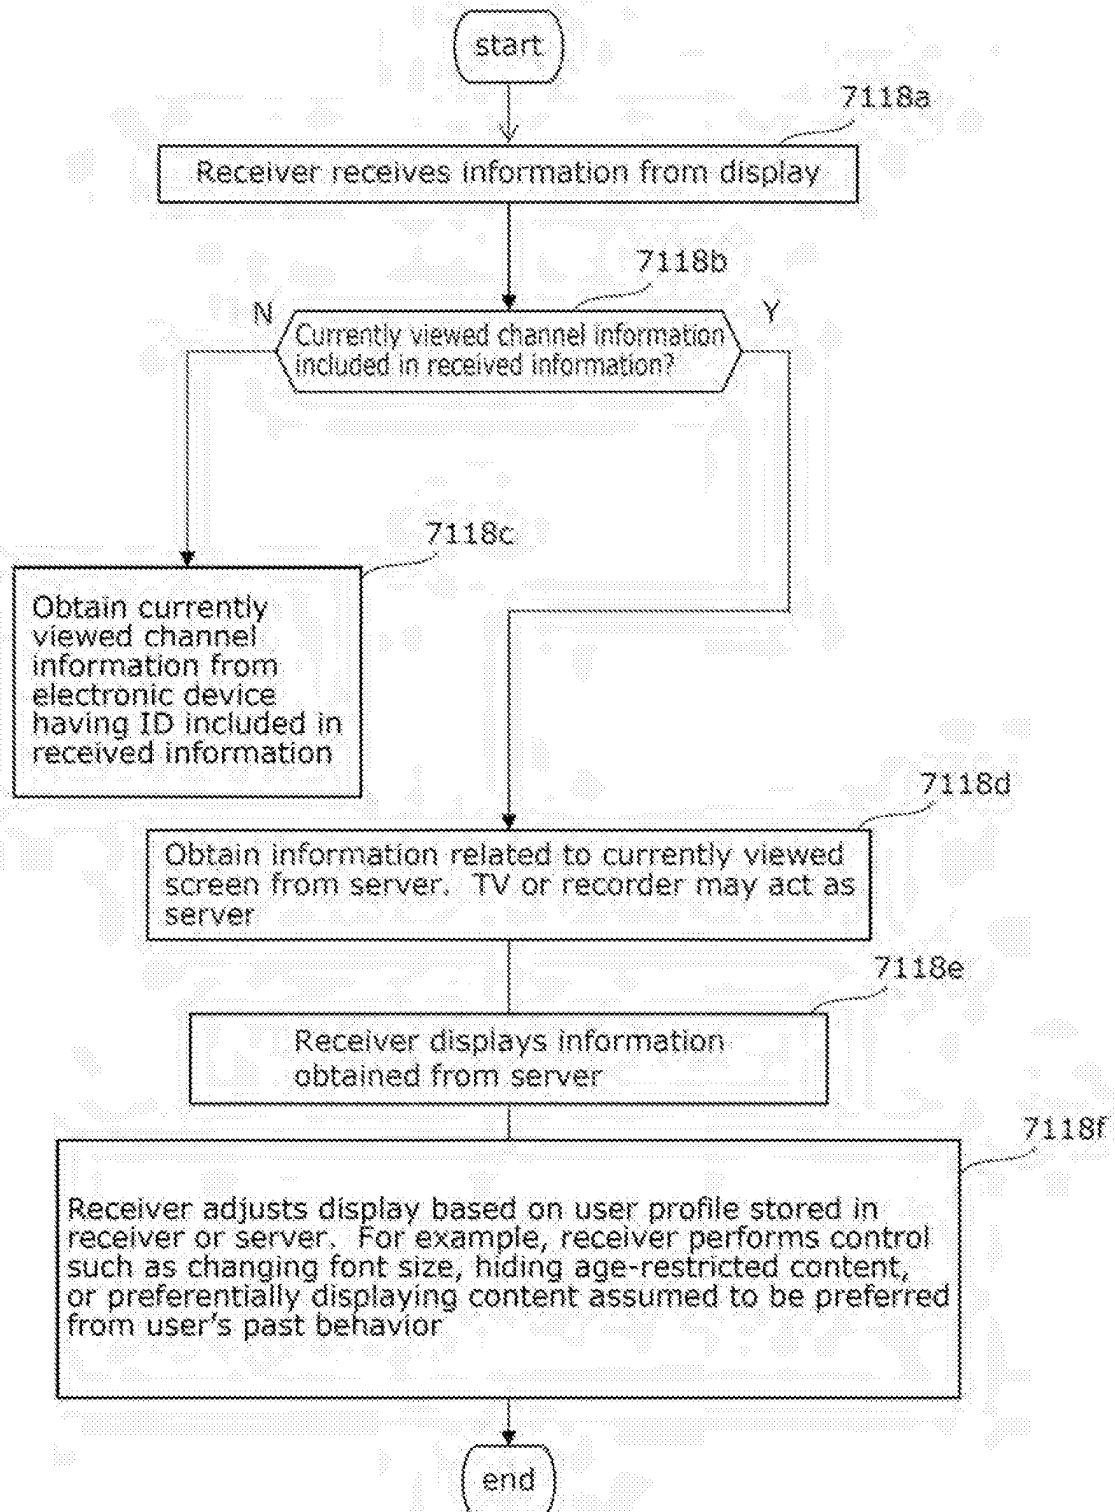 start
7118a
Receiver receives information from display
7118b
N
Y
Currently viewed channel information
included in received information?
7118c
Obtain currently
viewed channel
information from
electronic device
having ID included in
received information
7118d
Obtain information related to currently viewed
screen from server. TV or recorder may act as
server
7118e
Receiver displays information
obtained from server
7118f
Receiver adjusts display based on user profile stored in
receiver or server. For example, receiver performs control
such as changing font size, hiding age-restricted content,
or preferentially displaying content assumed to be preferred
from user's past behavior
end